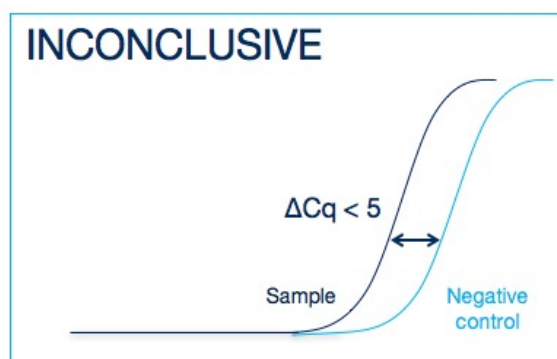 INCONCLUSIVE
ΔCq < 5
Sample
Negative
control